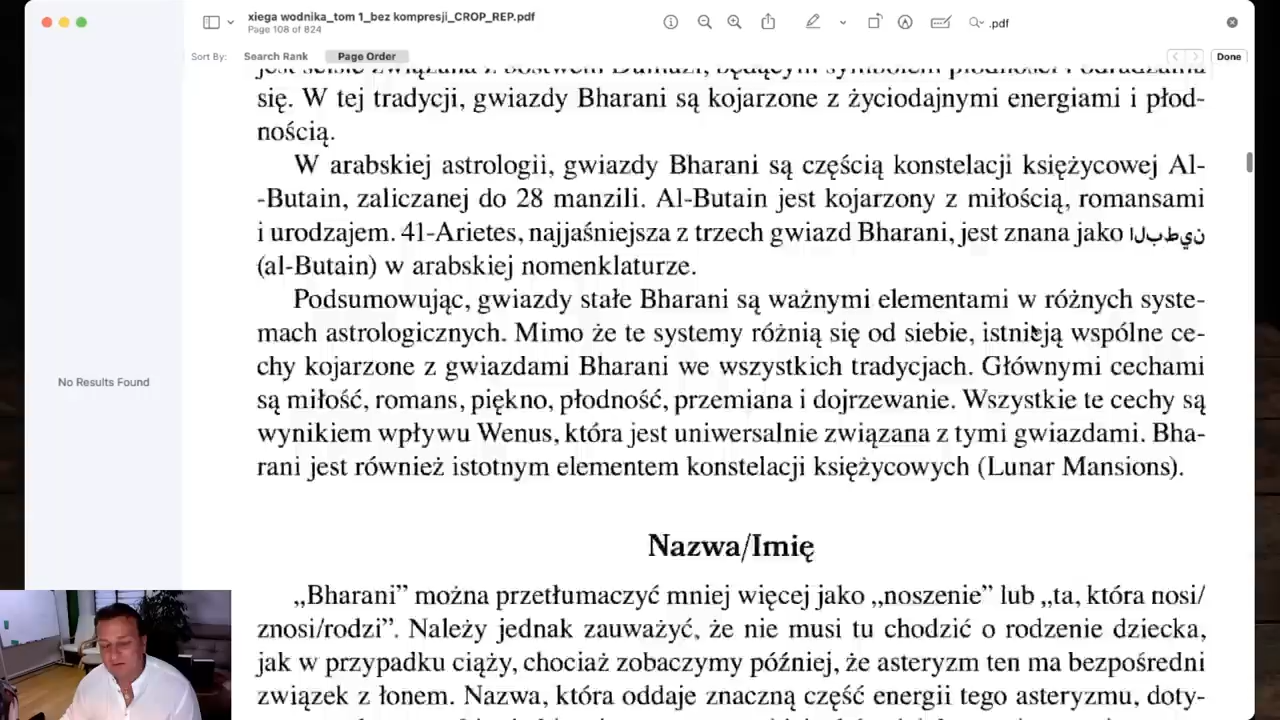 xiega wodnika_tom 1_bez kompresji_CROP_REP.pdf
Page 108 of 824
.pdf
Sort By: Search Rank Page Order
Done
No Results Found
jest ściśle związana z bóstwem Dumuzi, będącym symbolem płodności i odradzania
się. W tej tradycji, gwiazdy Bharani są kojarzone z życiodajnymi energiami i płod-
nością.
W arabskiej astrologii, gwiazdy Bharani są częścią konstelacji księżycowej Al-
-Butain, zaliczanej do 28 manzili. Al-Butain jest kojarzony z miłością, romansami
i urodzajem. 41-Arietes, najjaśniejsza z trzech gwiazd Bharani, jest znana jako
(al-Butain) w arabskiej nomenklaturze.
Podsumowując, gwiazdy stałe Bharani są ważnymi elementami w różnych syste-
mach astrologicznych. Mimo że te systemy różnią się od siebie, istnieją wspólne ce-
chy kojarzone z gwiazdami Bharani we wszystkich tradycjach. Głównymi cechami
są miłość, romans, piękno, płodność, przemiana i dojrzewanie. Wszystkie te cechy są
wynikiem wpływu Wenus, która jest uniwersalnie związana z tymi gwiazdami. Bha-
rani jest również istotnym elementem konstelacji księżycowych (Lunar Mansions).
Nazwa/Imię
„Bharani” można przetłumaczyć mniej więcej jako „noszenie” lub „ta, która nosi/
znosi/rodzi”. Należy jednak zauważyć, że nie musi tu chodzić o rodzenie dziecka,
jak w przypadku ciąży, chociaż zobaczymy później, że asteryzm ten ma bezpośredni
związek z łonem. Nazwa, która oddaje znaczną część energii tego asteryzmu, doty-